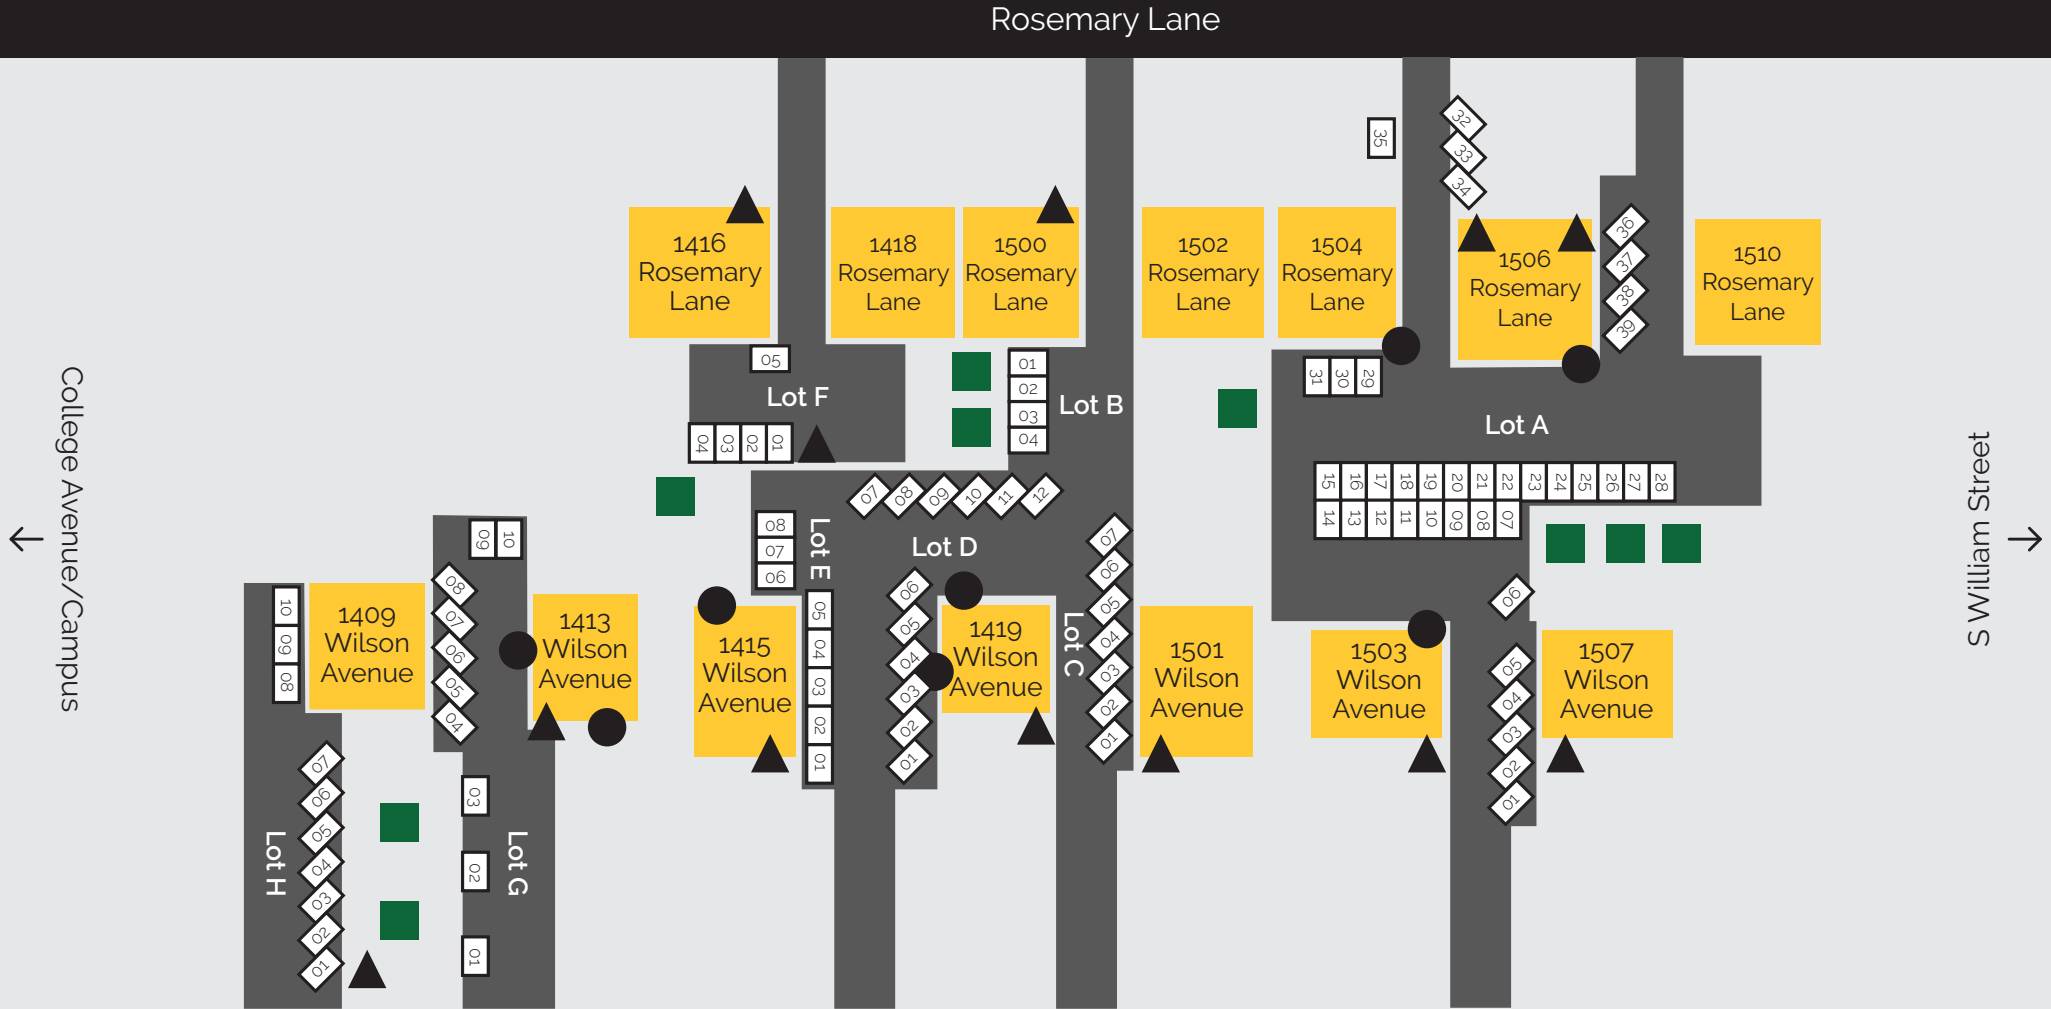 Rosemary Lane
35
32
33
34
1416
Rosemary
Lane
1418
Rosemary
Lane
1500
Rosemary
Lane
1502
Rosemary
Lane
1504
Rosemary
Lane
1506
Rosemary
Lane
36
37
38
39
1510
Rosemary
Lane
05
Lot F
04
03
02
01
01
02
03
04
Lot B
31
30
29
Lot A
15
16
17
18
19
20
21
22
23
24
25
26
27
28
14
13
12
11
10
09
08
07
06
05
04
03
02
01
07
08
09
10
11
12
Lot D
08
07
06
Lot E
05
04
03
02
01
06
05
04
03
02
01
Lot C
07
06
05
04
03
02
01
09
10
08
07
06
05
04
03
02
01
Lot G
10
09
08
07
06
05
04
03
02
01
Lot H
1409
Wilson
Avenue
1413
Wilson
Avenue
1415
Wilson
Avenue
1419
Wilson
Avenue
1501
Wilson
Avenue
1503
Wilson
Avenue
1507
Wilson
Avenue
College Avenue/Campus
S William Street